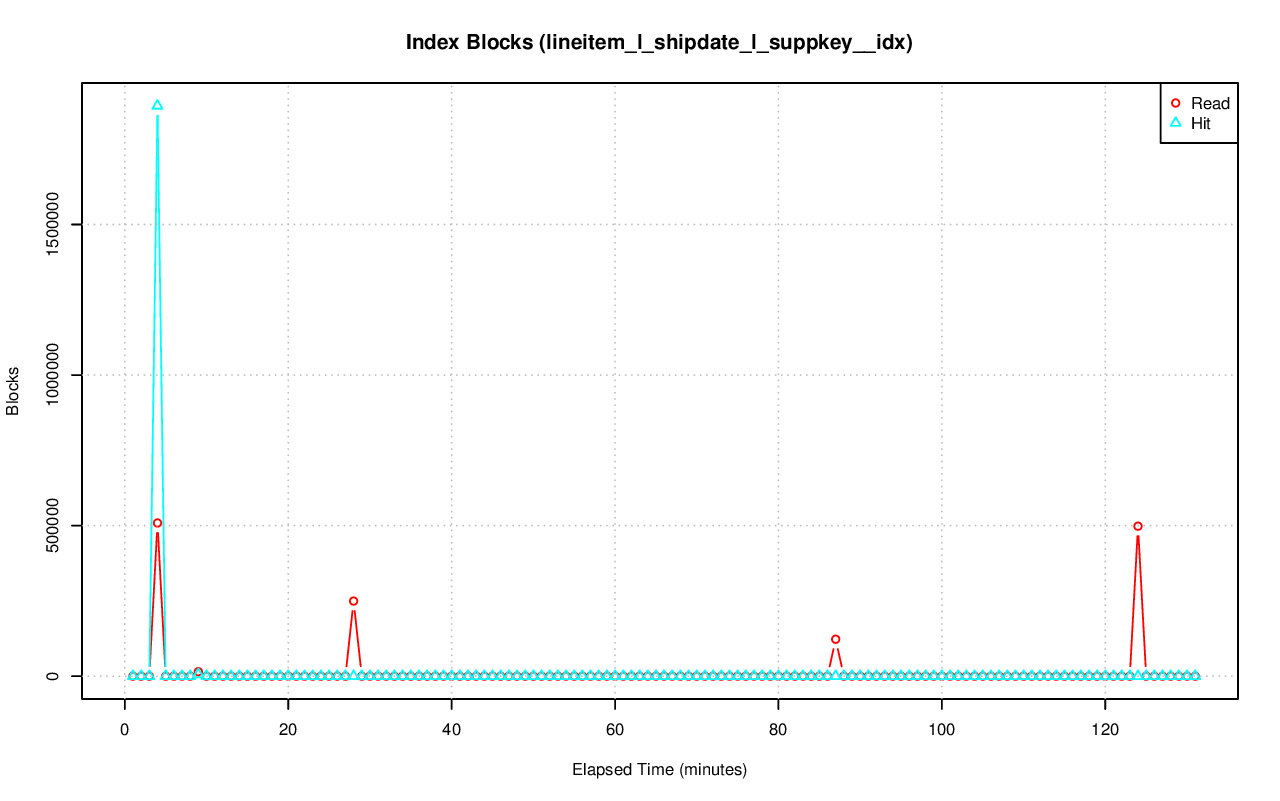 Index Blocks (lineitem_l_shipdate_l_suppkey__idx)
Read
Hit
Blocks
1500000
1000000
500000
0
0 20 40 60 80 100 120
Elapsed Time (minutes)